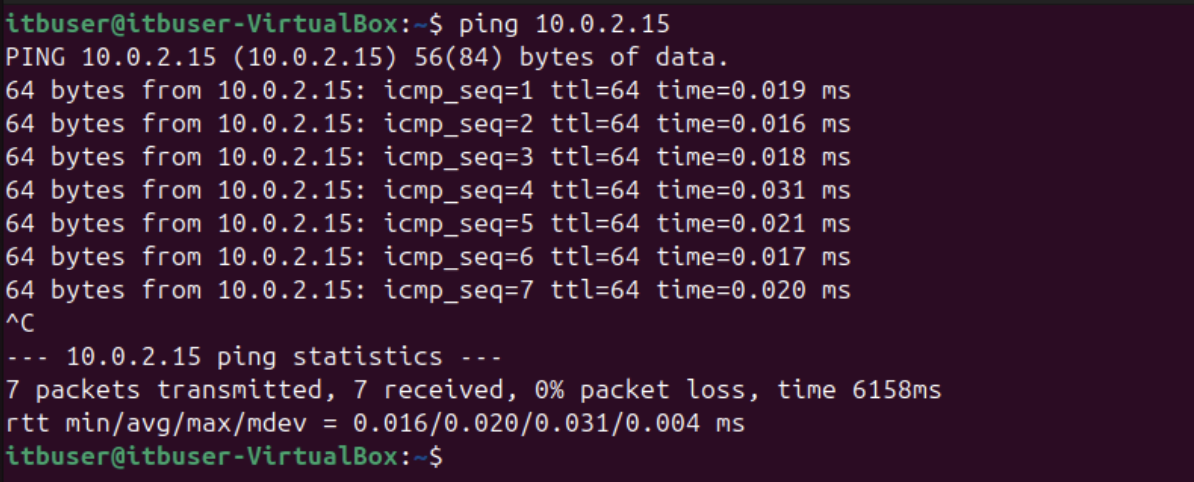 itbuser@itbuser-VirtualBox:~$ ping 10.0.2.15
PING 10.0.2.15 (10.0.2.15) 56(84) bytes of data.
64 bytes from 10.0.2.15: icmp_seq=1 ttl=64 time=0.019 ms
64 bytes from 10.0.2.15: icmp_seq=2 ttl=64 time=0.016 ms
64 bytes from 10.0.2.15: icmp_seq=3 ttl=64 time=0.018 ms
64 bytes from 10.0.2.15: icmp_seq=4 ttl=64 time=0.031 ms
64 bytes from 10.0.2.15: icmp_seq=5 ttl=64 time=0.021 ms
64 bytes from 10.0.2.15: icmp_seq=6 ttl=64 time=0.017 ms
64 bytes from 10.0.2.15: icmp_seq=7 ttl=64 time=0.020 ms
^C
--- 10.0.2.15 ping statistics ---
7 packets transmitted, 7 received, 0% packet loss, time 6158ms
rtt min/avg/max/mdev = 0.016/0.020/0.031/0.004 ms
itbuser@itbuser-VirtualBox:~$